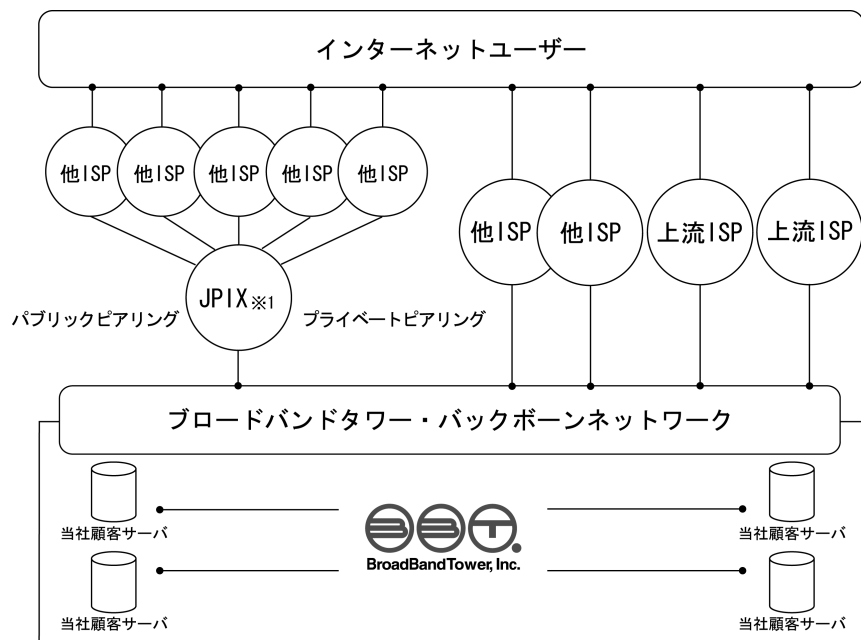 インターネットユーザー
他ISP
他ISP
他ISP
他ISP
他ISP
他ISP
他ISP
上流ISP
上流ISP
JPIX※1
パブリックピアリング
プライベートピアリング
ブロードバンドタワー・バックボーンネットワーク
当社顧客サーバ
当社顧客サーバ
BBT.
BroadBandTower, Inc.
当社顧客サーバ
当社顧客サーバ